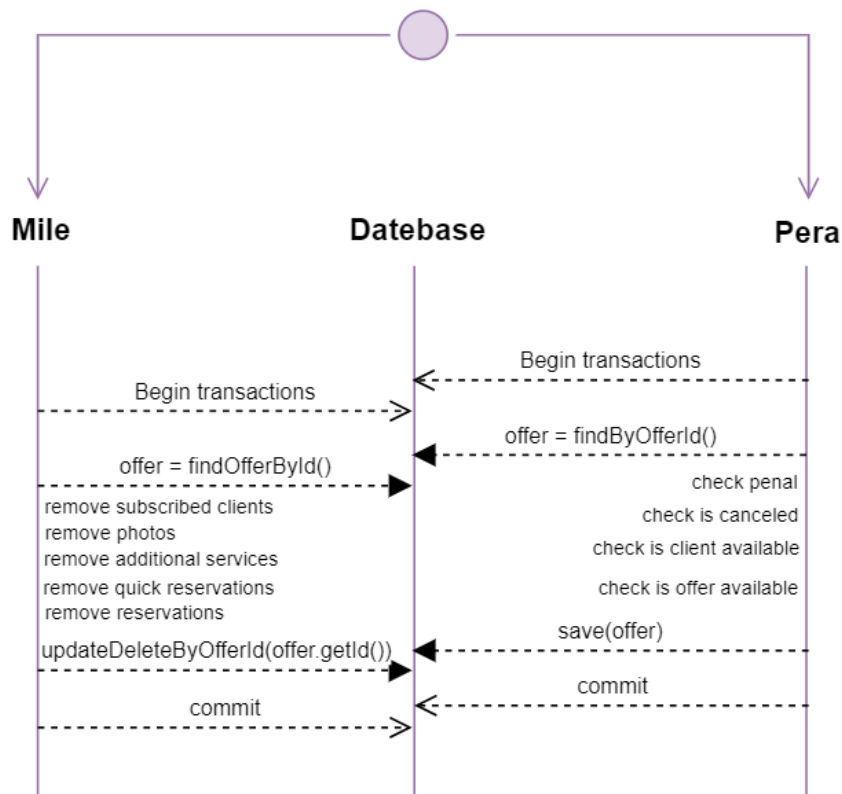 Mile
Datebase
Pera
Begin transactions
Begin transactions
offer = findByOfferId()
offer = findOfferById()
check penal
remove subscribed clients
check is canceled
remove photos
check is client available
remove additional services
remove quick reservations
check is offer available
remove reservations
save(offer)
updateDeleteByOfferId(offer.getId())
commit
commit